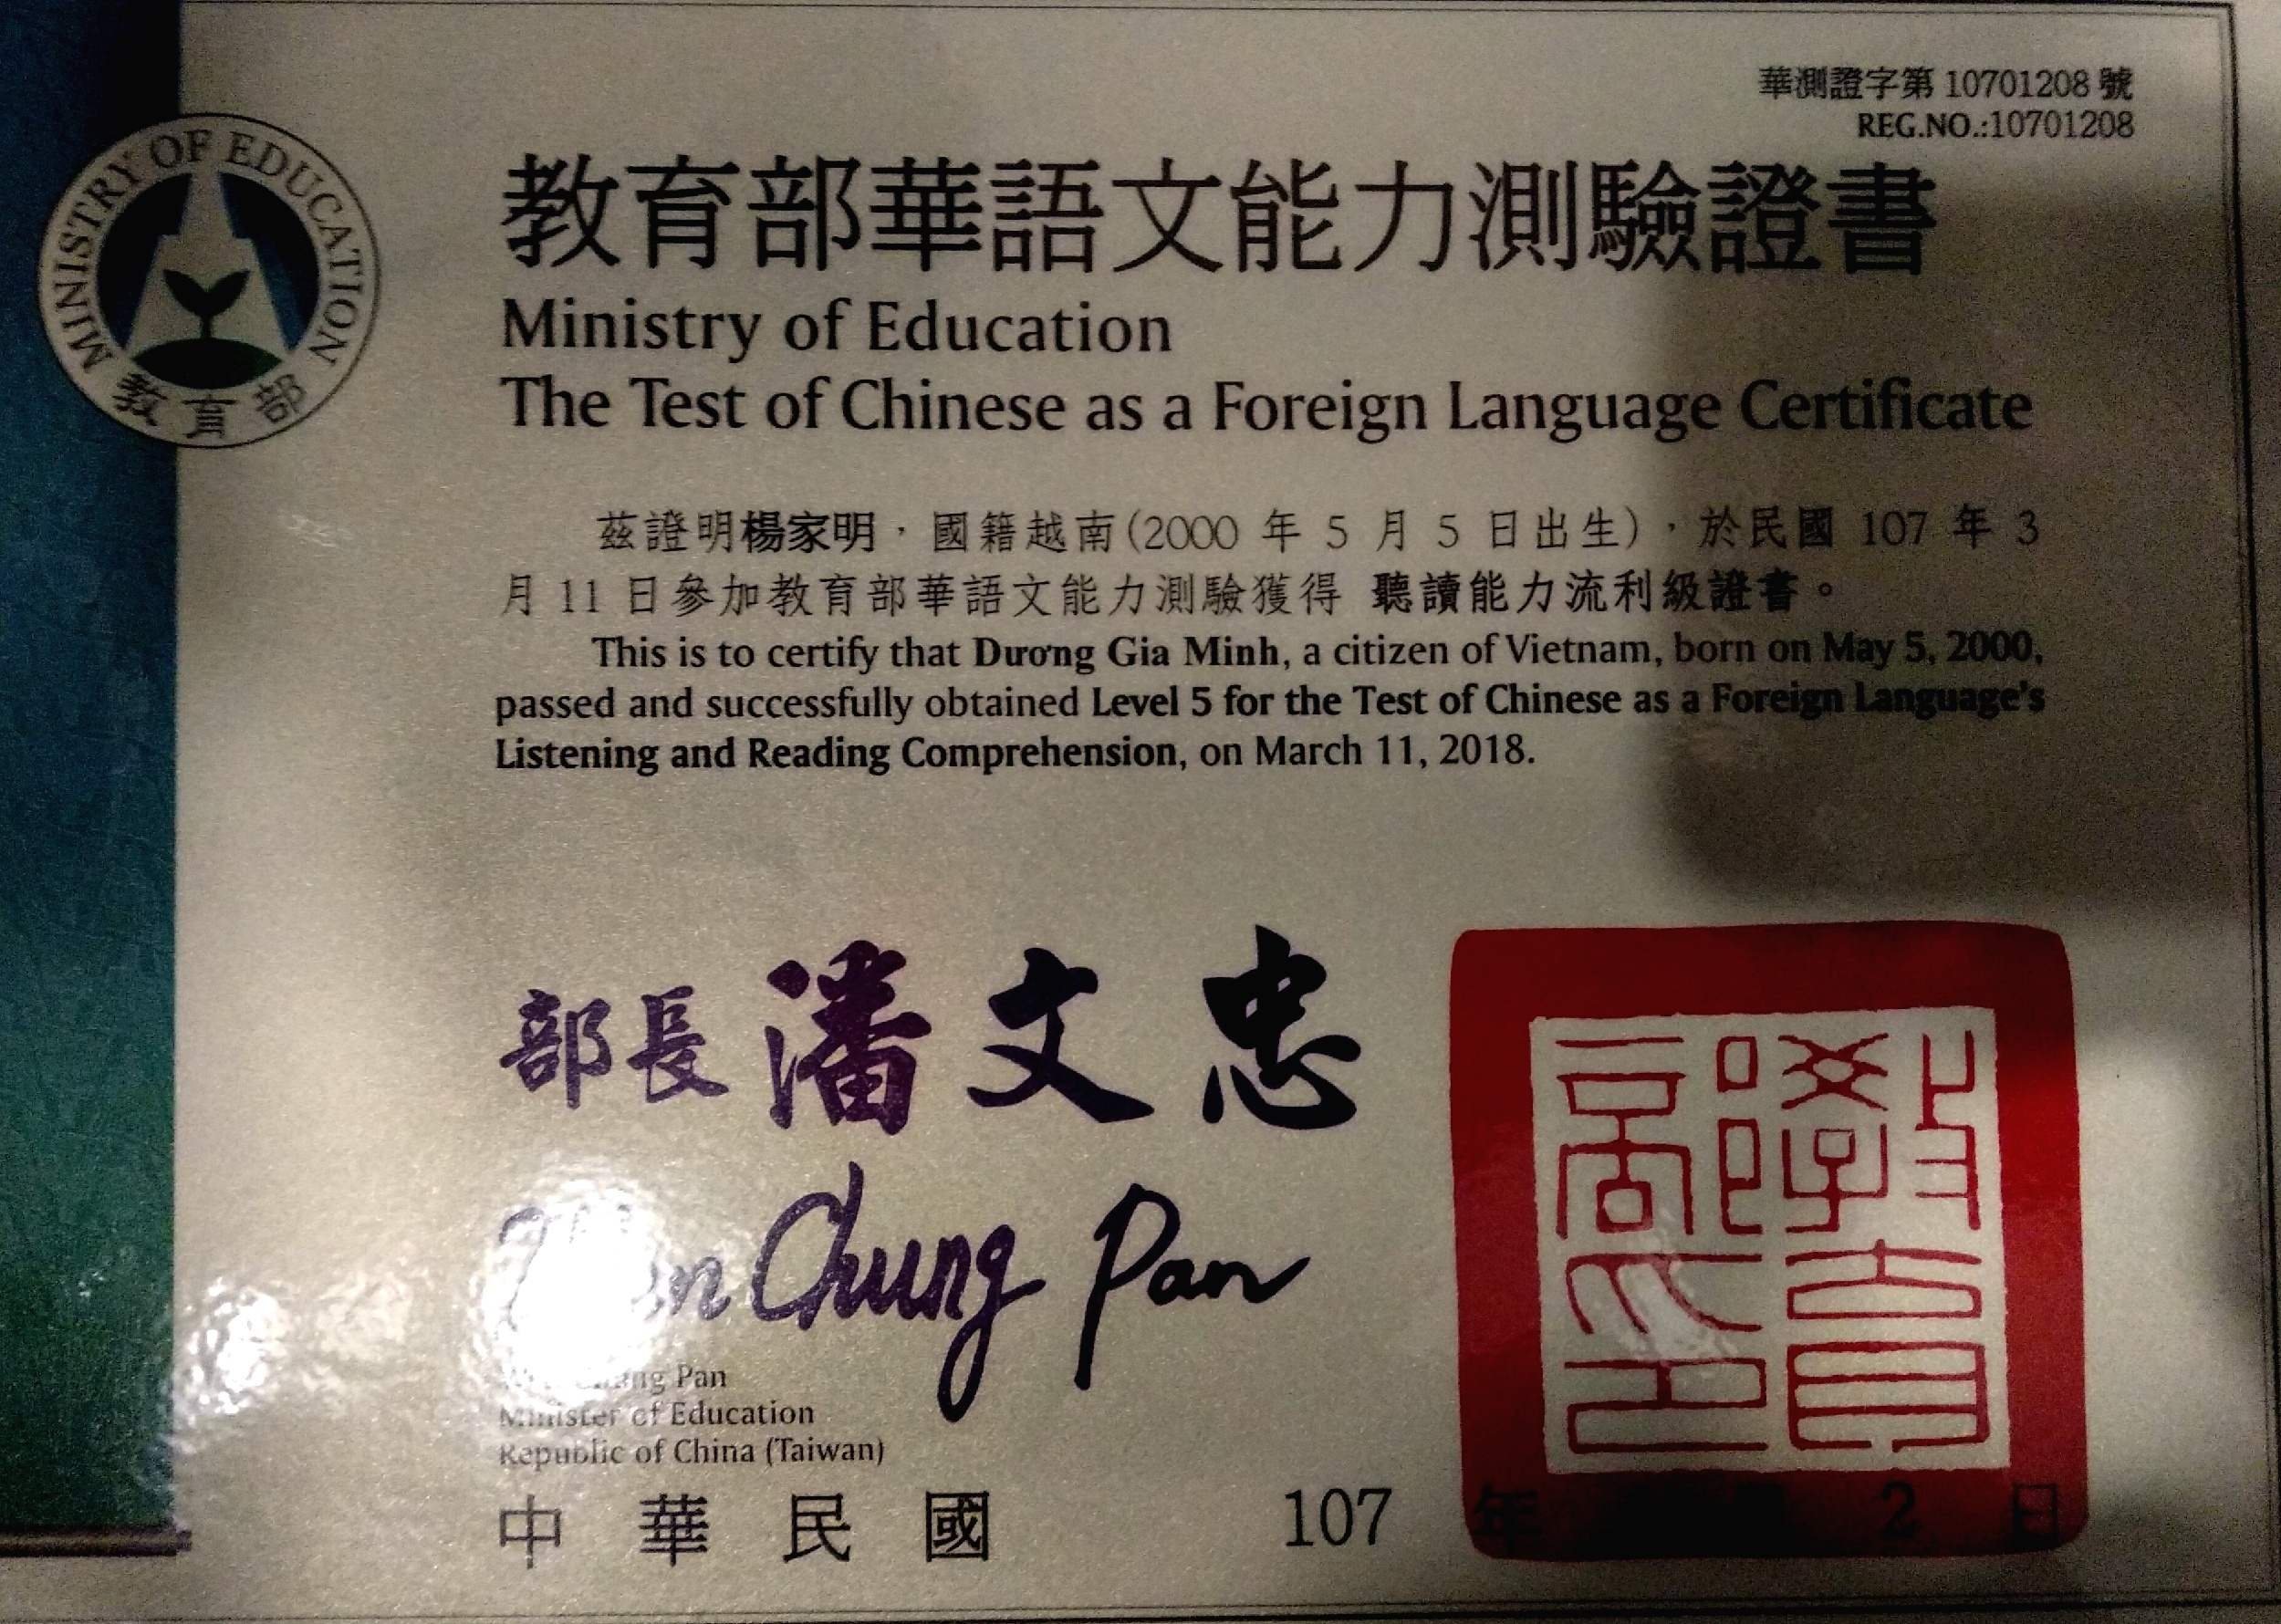 華測證字第 10701208 號
REG.NO.:10701208
MINISTRY OF EDUCATION
教育部
教育部華語文能力測驗證書
Ministry of Education
The Test of Chinese as a Foreign Language Certificate
茲證明楊家明，國籍越南(2000 年 5 月 5 日出生)，於民國 107 年 3
月 11 日參加教育部華語文能力測驗獲得 聽讀能力流利級證書。
This is to certify that Dương Gia Minh, a citizen of Vietnam, born on May 5, 2000,
passed and successfully obtained Level 5 for the Test of Chinese as a Foreign Language's
Listening and Reading Comprehension, on March 11, 2018.
部長 潘文忠
Chung Pan
Pan
Minister of Education
Republic of China (Taiwan)
中華民國 107 年 2 日